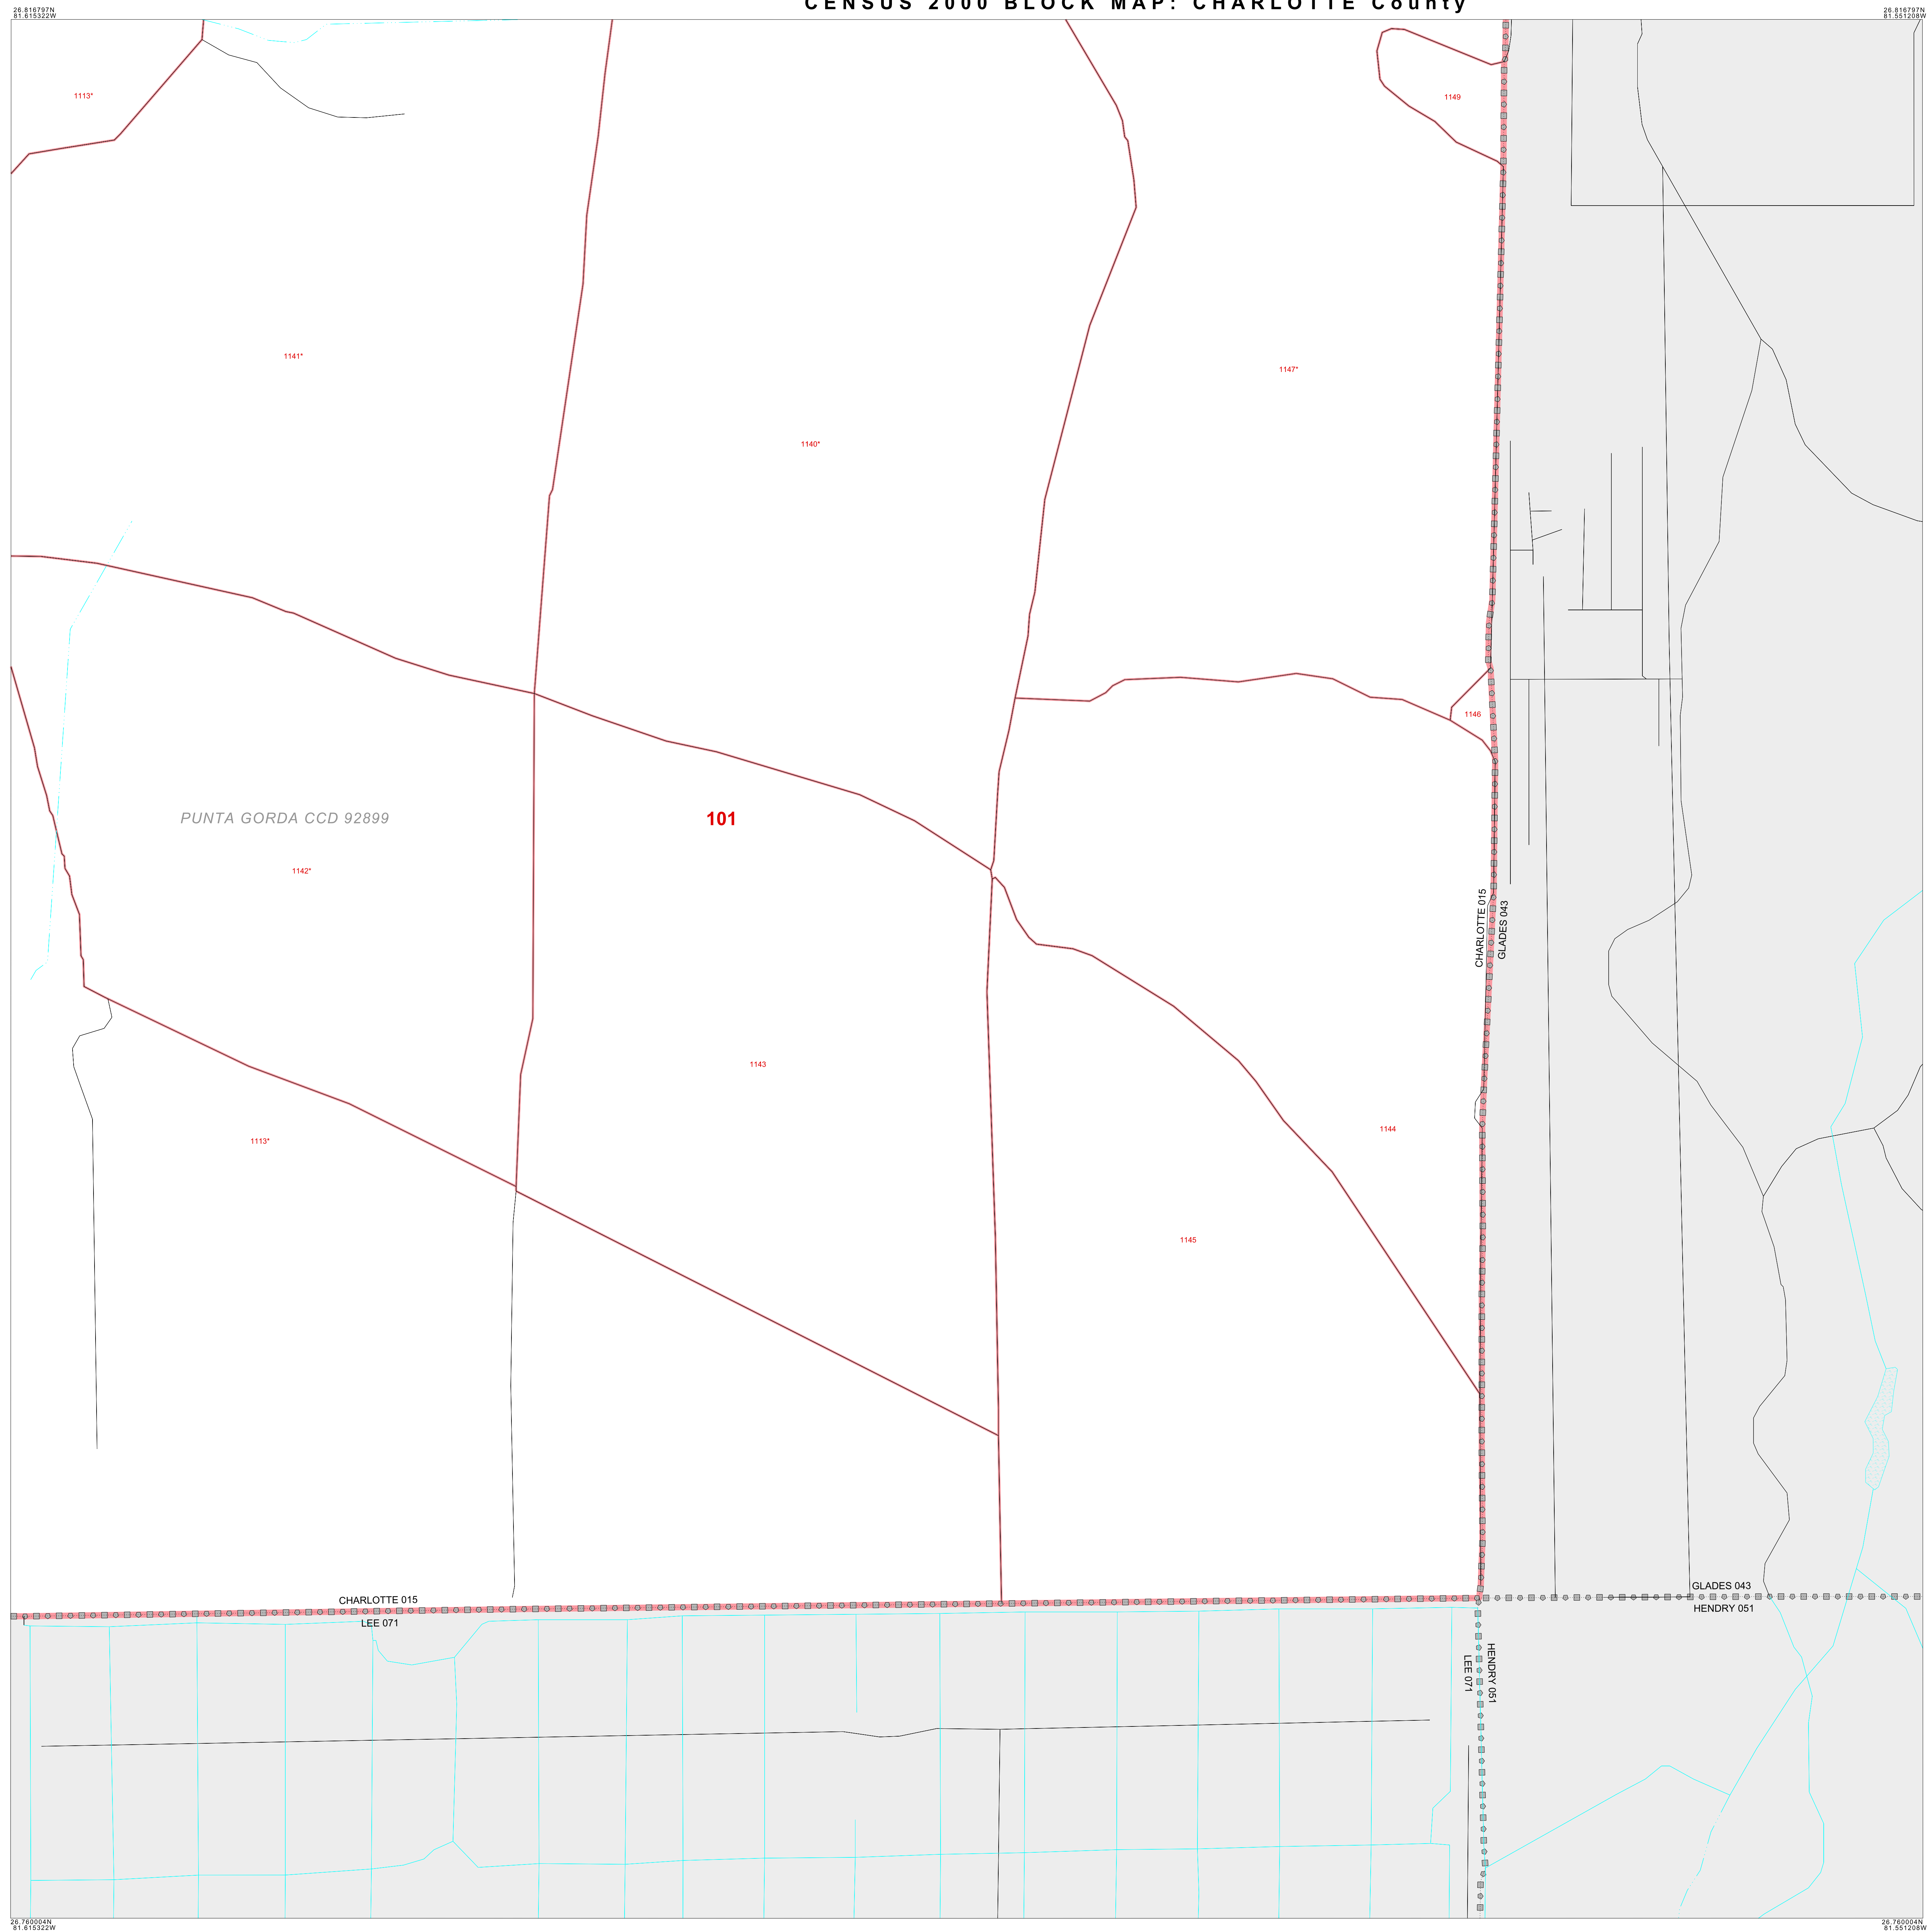 CENSUS 2000 BLOCK MAP: CHARLOTTE County
26.816797N
81.615322W
26.816797N
81.551208W
1113*
1149
1141*
1147*
1140*
1146
PUNTA GORDA CCD 92899
101
1142*
CHARLOTTE 015
GLADES 043
1143
1144
1113*
1145
CHARLOTTE 015
LEE 071
GLADES 043
HENDRY 051
LEE 071
HENDRY 051
26.760004N
81.615322W
26.760004N
81.551208W